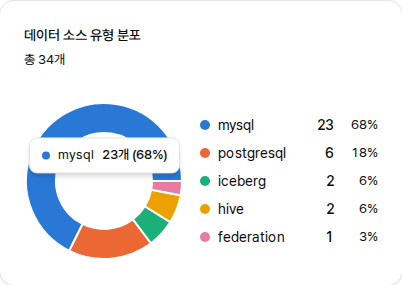 데이터 소스 유형 분포
총 34개
mysql 23개 (68%)
mysql 23 68%
postgresql 6 18%
iceberg 2 6%
hive 2 6%
federation 1 3%